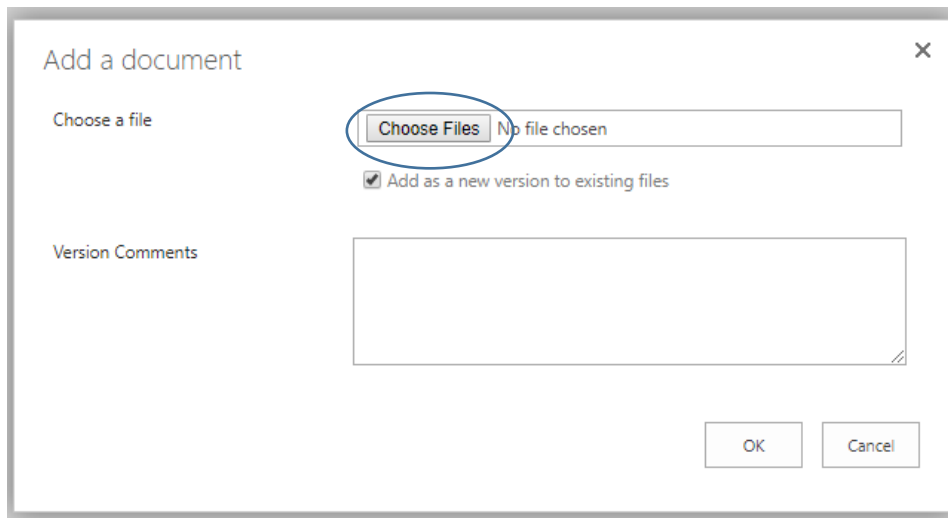 Add a document
Choose a file
Choose Files No file chosen
Add as a new version to existing files
Version Comments
OK Cancel